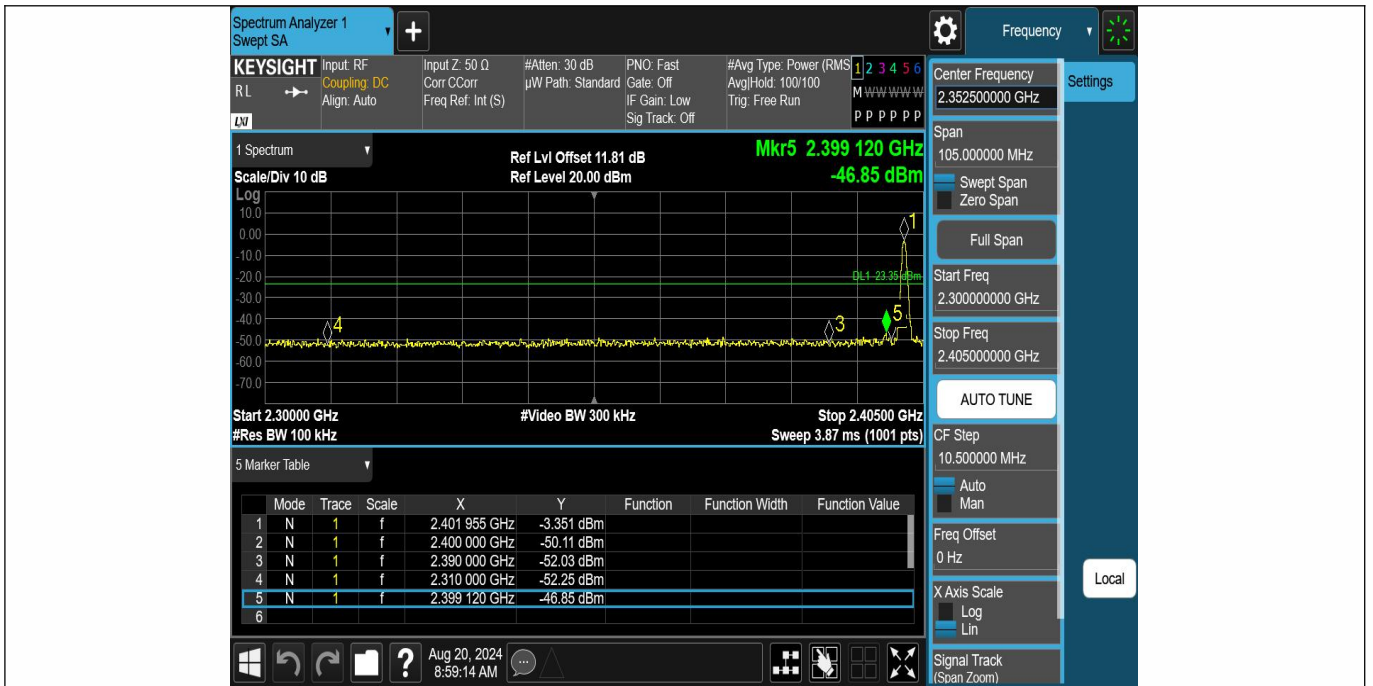 Spectrum Analyzer 1
Swept SA
+
Frequency
KEYSIGHT
RL
LXI
Input: RF
Coupling: DC
Align: Auto
Input Z: 50 Ω
Corr CCorr
Freq Ref: Int (S)
#Atten: 30 dB
µW Path: Standard
PNO: Fast
Gate: Off
IF Gain: Low
Sig Track: Off
#Avg Type: Power (RMS
Avg|Hold: 100/100
Trig: Free Run
1 2 3 4 5 6
M W W W W W
P P P P P P
1 Spectrum
Scale/Div 10 dB
Ref Lvl Offset 11.81 dB
Ref Level 20.00 dBm
Mkr5 2.399 120 GHz
-46.85 dBm
Log
10.0
0.00
-10.0
-20.0
-30.0
-40.0
-50.0
-60.0
-70.0
1
DL1 -23.35 dBm
4
3
5
Start 2.30000 GHz
#Video BW 300 kHz
Stop 2.40500 GHz
#Res BW 100 kHz
Sweep 3.87 ms (1001 pts)
5 Marker Table
Mode Trace Scale X Y Function Function Width Function Value
1 N 1 f 2.401 955 GHz -3.351 dBm
2 N 1 f 2.400 000 GHz -50.11 dBm
3 N 1 f 2.390 000 GHz -52.03 dBm
4 N 1 f 2.310 000 GHz -52.25 dBm
5 N 1 f 2.399 120 GHz -46.85 dBm
6
Center Frequency
2.352500000 GHz
Settings
Span
105.000000 MHz
Swept Span
Zero Span
Full Span
Start Freq
2.300000000 GHz
Stop Freq
2.405000000 GHz
AUTO TUNE
CF Step
10.500000 MHz
Auto
Man
Freq Offset
0 Hz
Local
X Axis Scale
Log
Lin
Signal Track
(Span Zoom)
?
Aug 20, 2024
8:59:14 AM